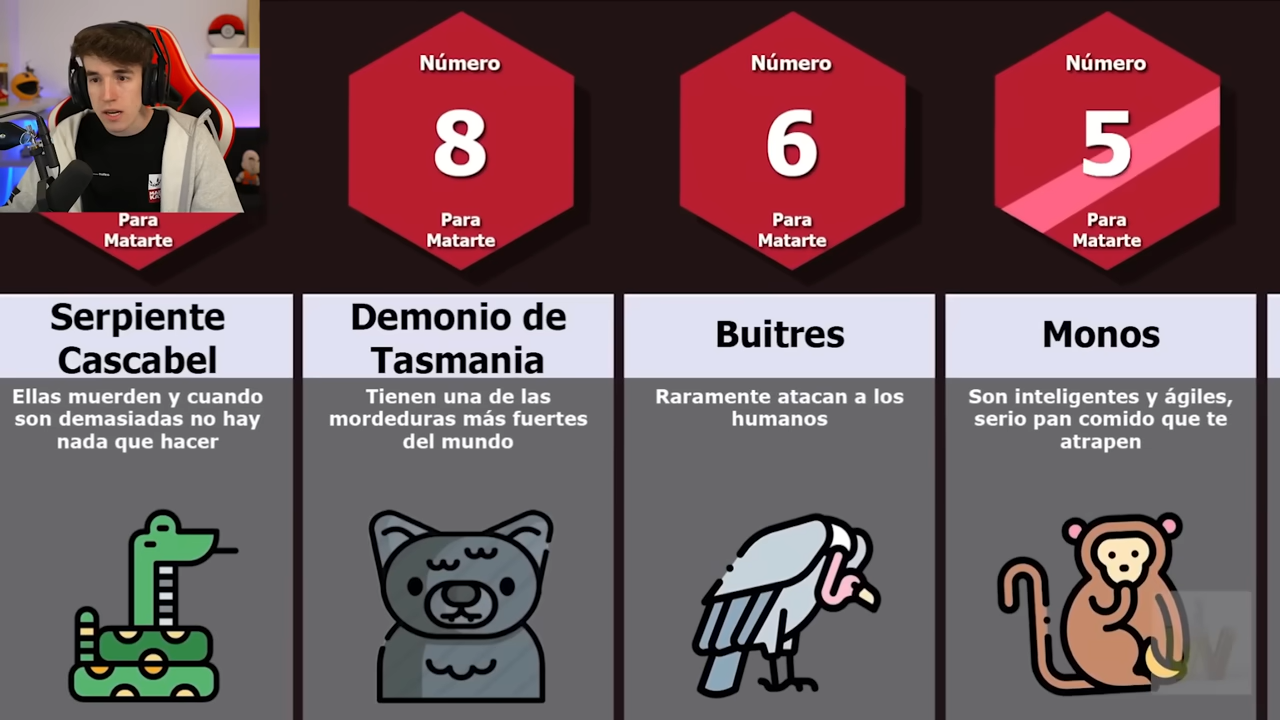 Para
Matarte
Serpiente
Cascabel
Ellas muerden y cuando
son demasiadas no hay
nada que hacer
Número
8
Para
Matarte
Demonio de
Tasmania
Tienen una de las
mordeduras más fuertes
del mundo
Número
6
Para
Matarte
Buitres
Raramente atacan a los
humanos
Número
5
Para
Matarte
Monos
Son inteligentes y ágiles,
serio pan comido que te
atrapen